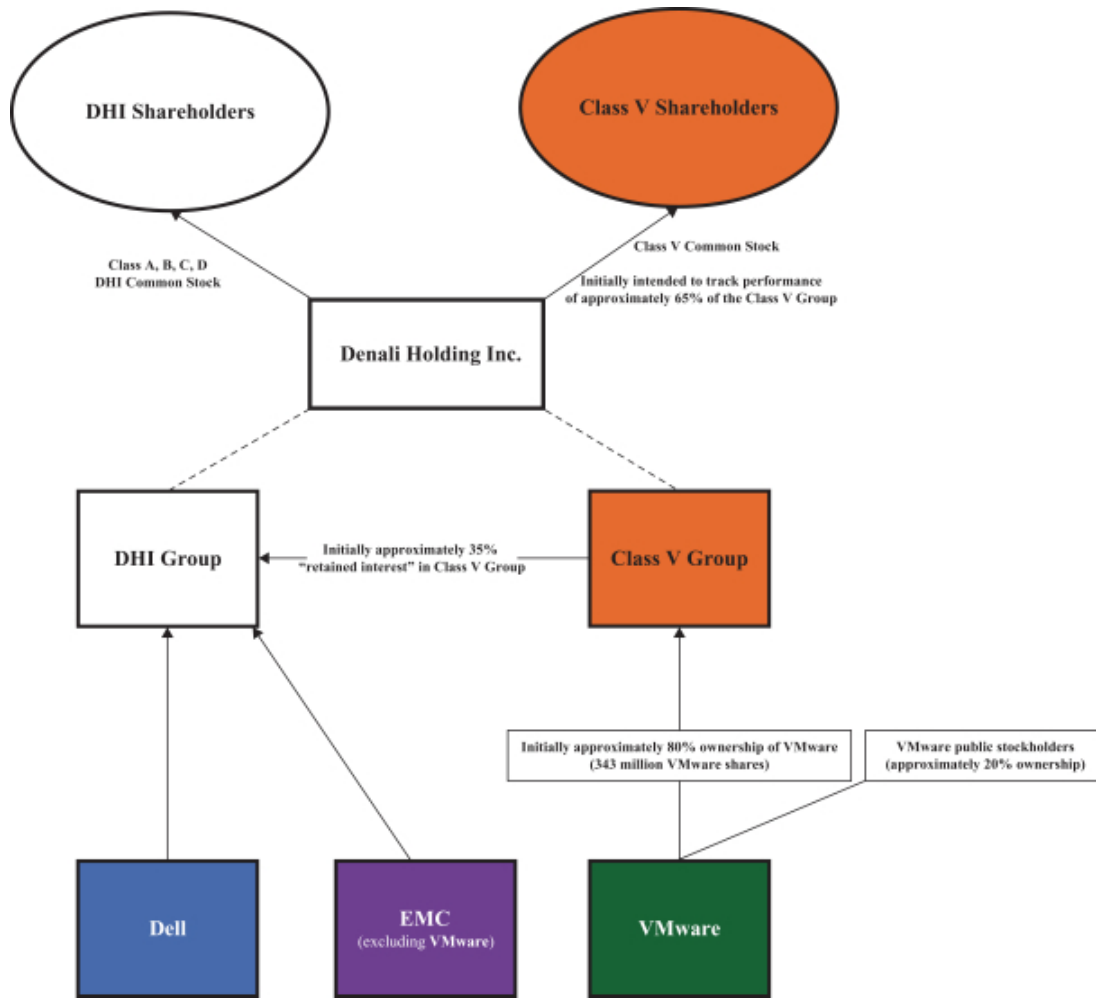 DHI Shareholders
Class V Shareholders
Class A, B, C, D
DHI Common Stock
Class V Common Stock
Initially intended to track performance
of approximately 65% of the Class V Group
Denali Holding Inc.
DHI Group
Initially approximately 35%
“retained interest” in Class V Group
Class V Group
Initially approximately 80% ownership of VMware
(343 million VMware shares)
VMware public stockholders
(approximately 20% ownership)
Dell
EMC
(excluding VMware)
VMware